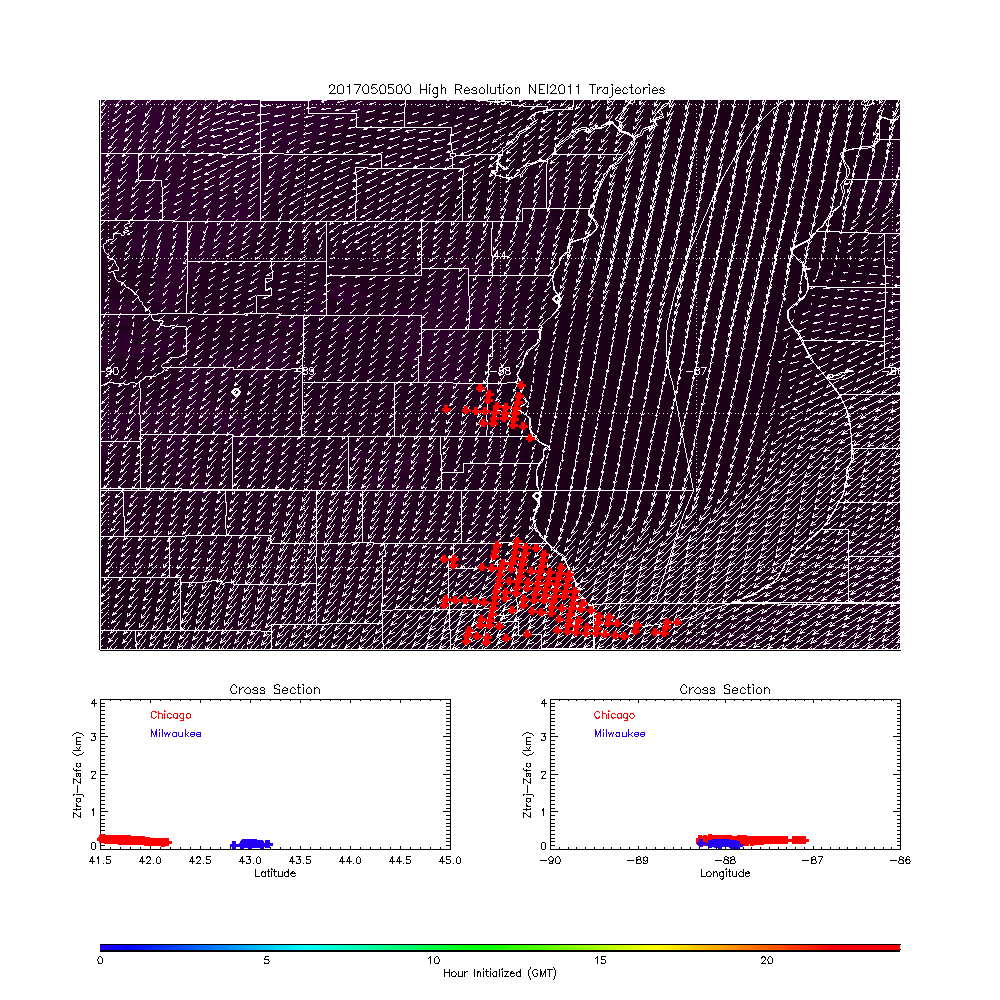 2017050500 High Resolution NEI2011 Trajectories
44
-90 -89 -88 -87 -86
Cross Section
Chicago
Milwaukee
Ztraj-Zsfc (km)
4
3
2
1
0
41.5 42.0 42.5 43.0 43.5 44.0 44.5 45.0
Latitude
Cross Section
Chicago
Milwaukee
Ztraj-Zsfc (km)
4
3
2
1
0
-90 -89 -88 -87 -86
Longitude
0 5 10 15 20
Hour Initialized (GMT)